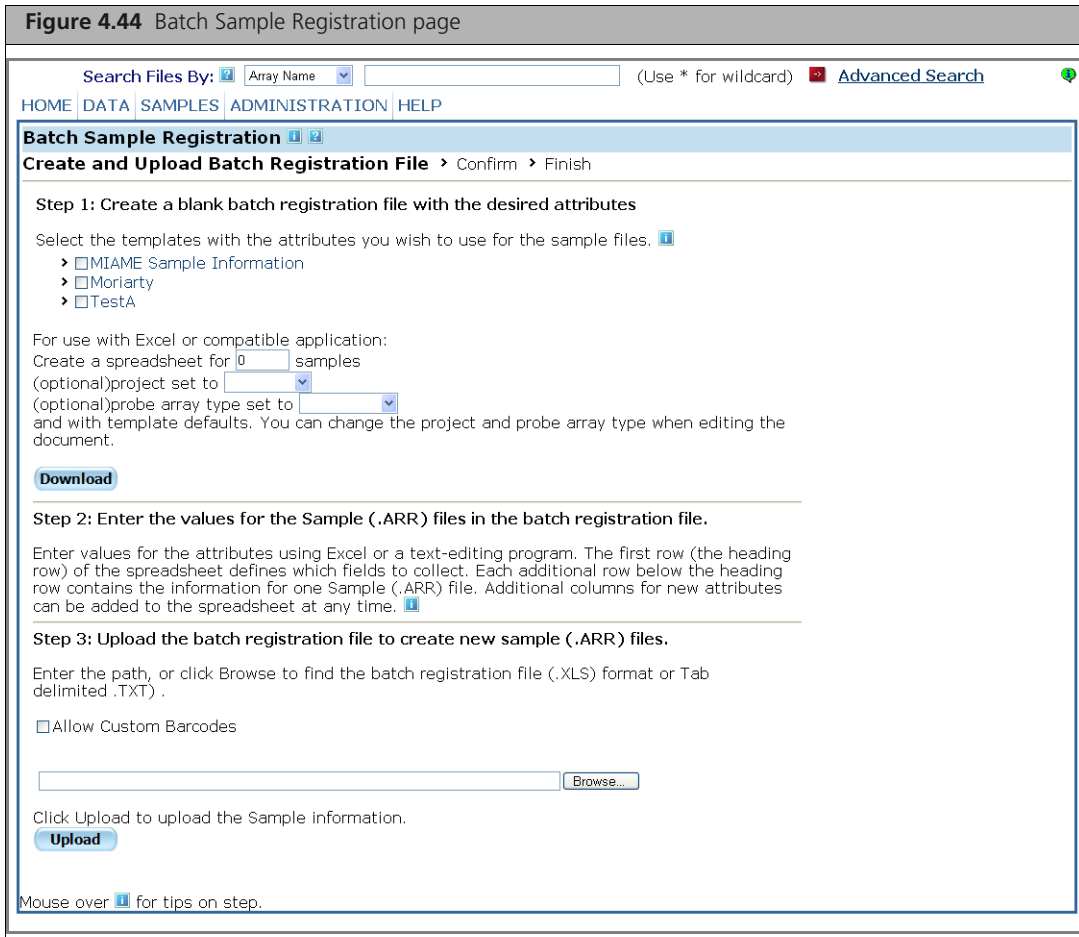 Figure 4.44 Batch Sample Registration page
Search Files By: Array Name (Use * for wildcard) Advanced Search
HOME DATA SAMPLES ADMINISTRATION HELP
Batch Sample Registration
Create and Upload Batch Registration File > Confirm > Finish
Step 1: Create a blank batch registration file with the desired attributes
Select the templates with the attributes you wish to use for the sample files.
> MIAME Sample Information
> Moriarty
> TestA
For use with Excel or compatible application:
Create a spreadsheet for 0 samples
(optional)project set to
(optional)probe array type set to
and with template defaults. You can change the project and probe array type when editing the
document.
Download
Step 2: Enter the values for the Sample (.ARR) files in the batch registration file.
Enter values for the attributes using Excel or a text-editing program. The first row (the heading
row) of the spreadsheet defines which fields to collect. Each additional row below the heading
row contains the information for one Sample (.ARR) file. Additional columns for new attributes
can be added to the spreadsheet at any time.
Step 3: Upload the batch registration file to create new sample (.ARR) files.
Enter the path, or click Browse to find the batch registration file (.XLS) format or Tab
delimited .TXT) .
Allow Custom Barcodes
Browse...
Click Upload to upload the Sample information.
Upload
Mouse over i for tips on step.